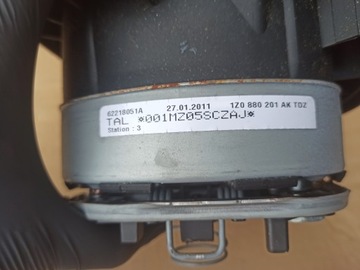 62218051A 27.01.2011 1Z0 880 201 AK TDZ
TAL *001MZ05SCZAJ*
Station : 3